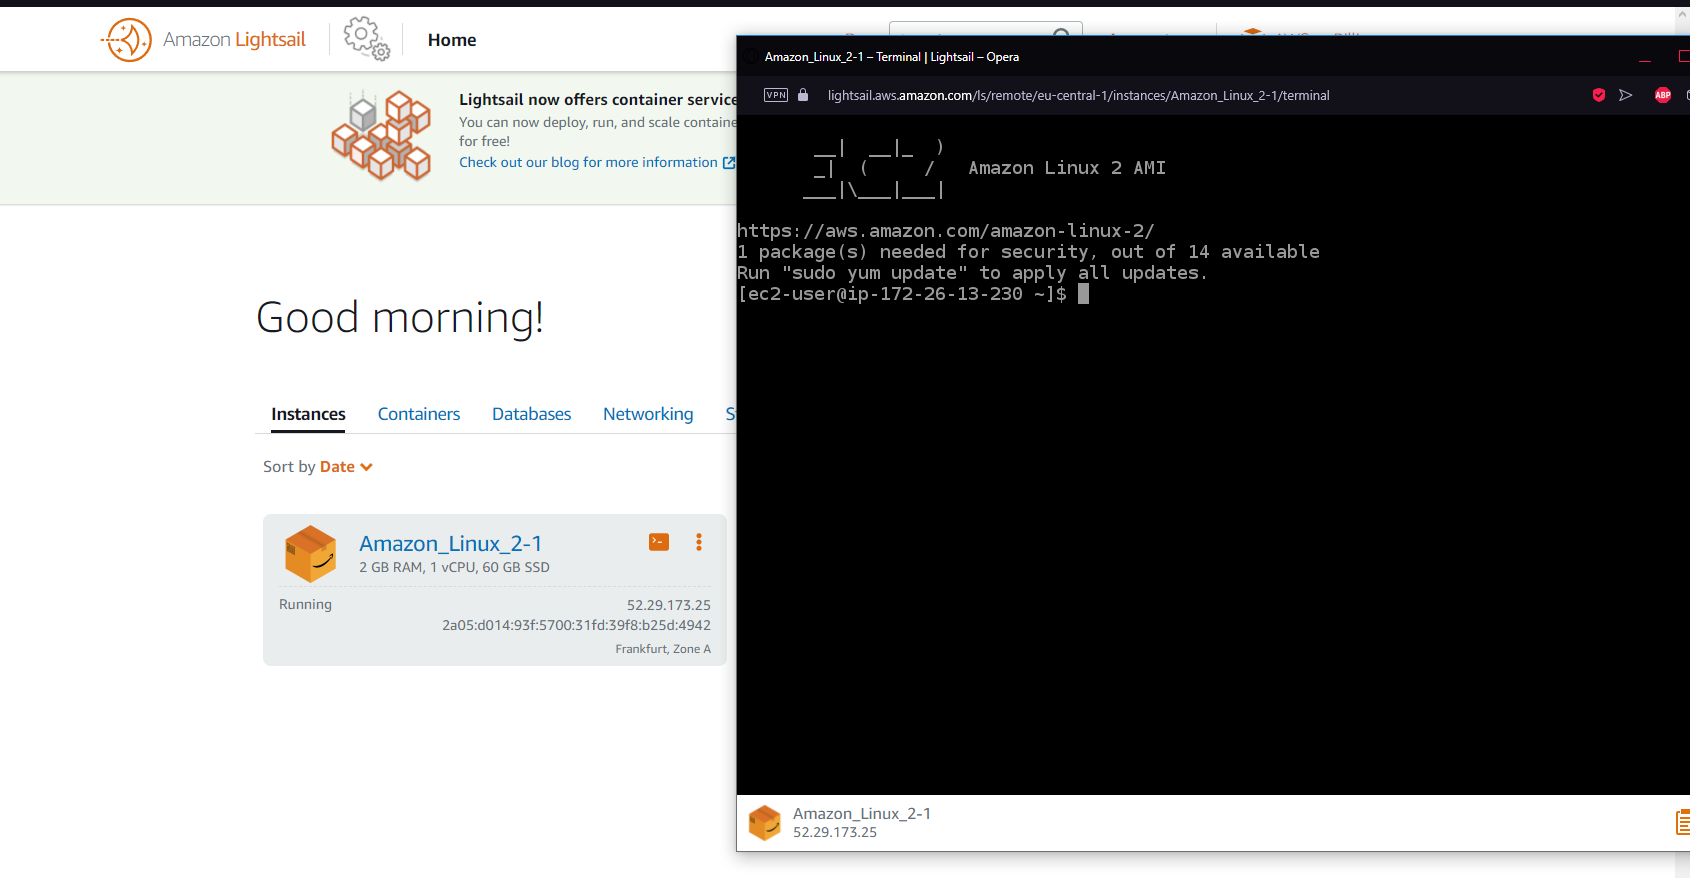 Amazon Lightsail
Home
Lightsail now offers container service
You can now deploy, run, and scale containe
for free!
Check out our blog for more information
Good morning!
Instances Containers Databases Networking S
Sort by Date
Amazon_Linux_2-1
2 GB RAM, 1 vCPU, 60 GB SSD
Running
52.29.173.25
2a05:d014:93f:5700:31fd:39f8:b25d:4942
Frankfurt, Zone A
Amazon_Linux_2-1 – Terminal | Lightsail – Opera
VPN
lightsail.aws.amazon.com/ls/remote/eu-central-1/instances/Amazon_Linux_2-1/terminal
ABP
__| __|_ )
_| ( / Amazon Linux 2 AMI
___|\___|___|
https://aws.amazon.com/amazon-linux-2/
1 package(s) needed for security, out of 14 available
Run "sudo yum update" to apply all updates.
[ec2-user@ip-172-26-13-230 ~]$
Amazon_Linux_2-1
52.29.173.25